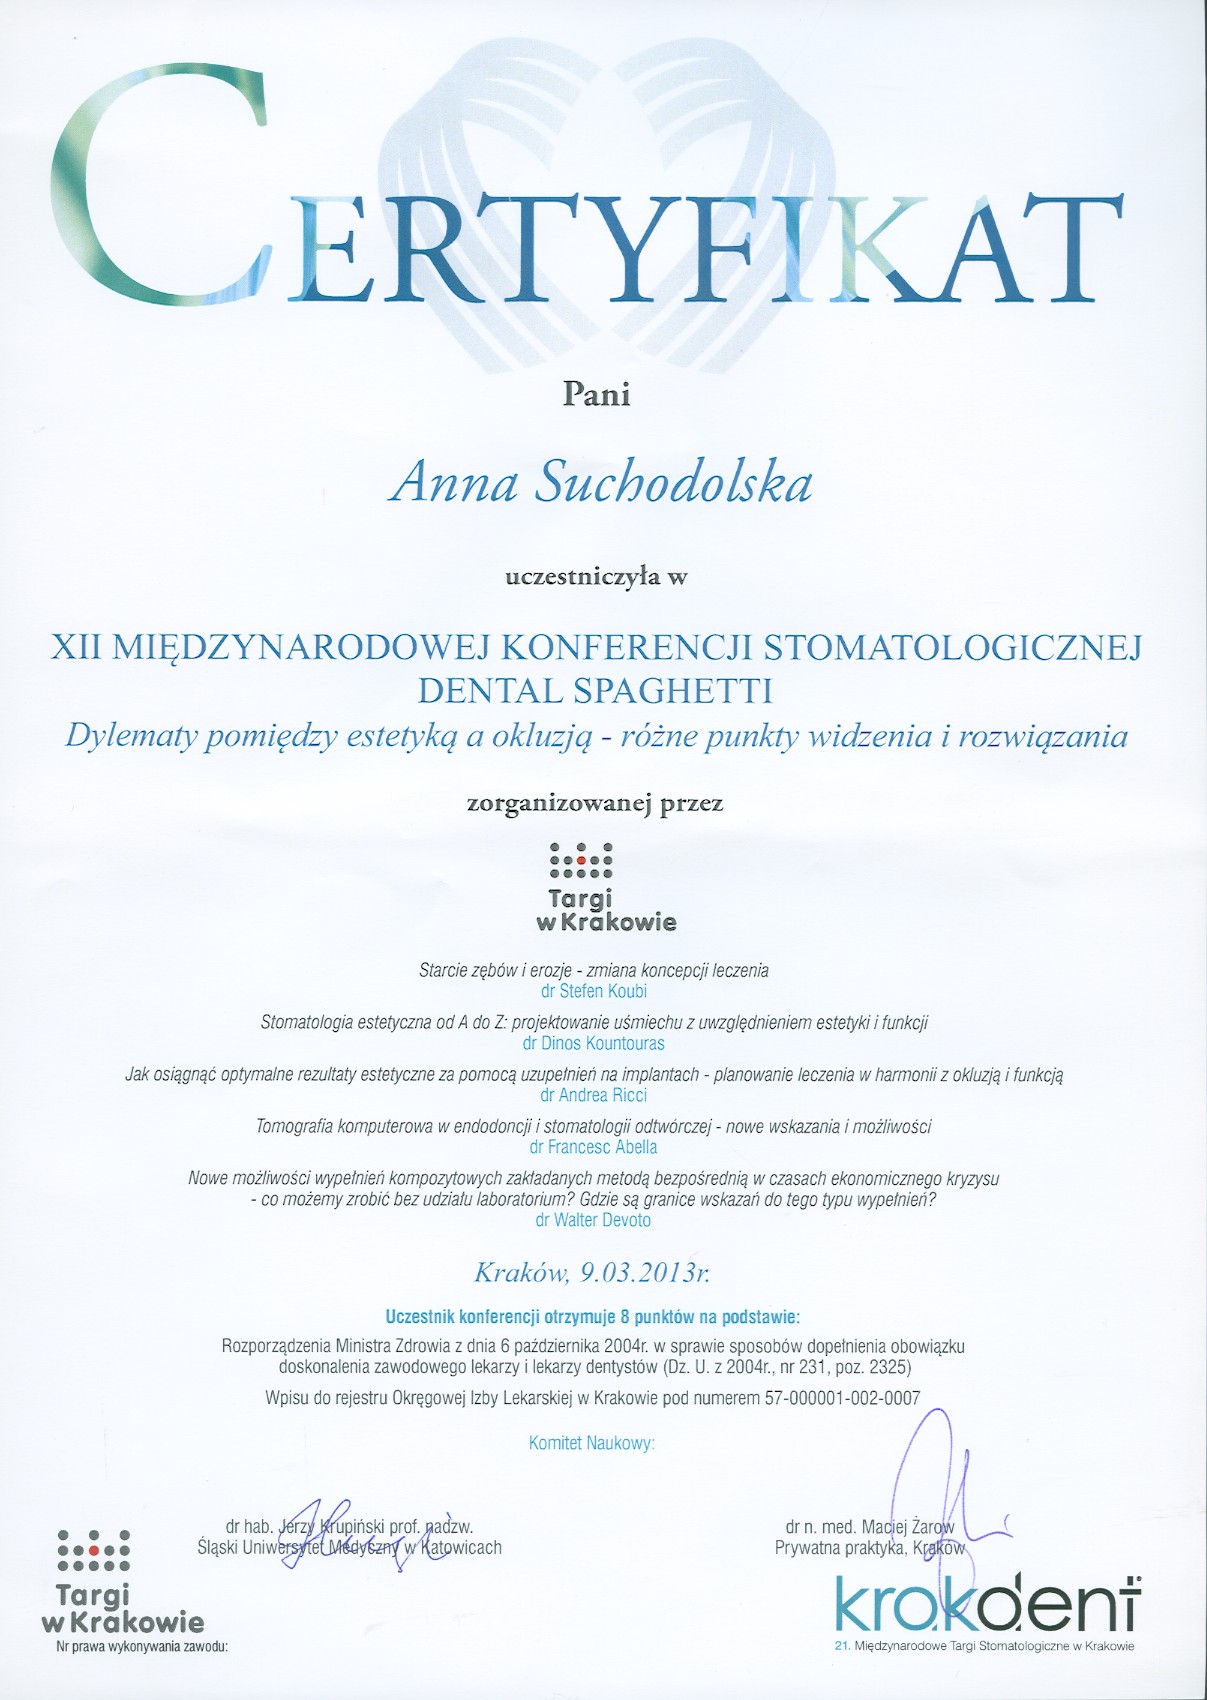 CERTYFIKAT
Pani
Anna Suchodolska
uczestniczyła w
XII MIĘDZYNARODOWEJ KONFERENCJI STOMATOLOGICZNEJ
DENTAL SPAGHETTI
Dylematy pomiędzy estetyką a okluzją - różne punkty widzenia i rozwiązania
zorganizowanej przez
Targi
w Krakowie
Starcie zębów i erozje - zmiana koncepcji leczenia
dr Stefen Koubi
Stomatologia estetyczna od A do Z: projektowanie uśmiechu z uwzględnieniem estetyki i funkcji
dr Dinos Kountouras
Jak osiągnąć optymalne rezultaty estetyczne za pomocą uzupełnień na implantach - planowanie leczenia w harmonii z okluzją i funkcją
dr Andrea Ricci
Tomografia komputerowa w endodoncji i stomatologii odtwórczej - nowe wskazania i możliwości
dr Francesc Abella
Nowe możliwości wypełnień kompozytowych zakładanych metodą bezpośrednią w czasach ekonomicznego kryzysu
- co możemy zrobić bez udziału laboratorium? Gdzie są granice wskazań do tego typu wypełnień?
dr Walter Devoto
Kraków, 9.03.2013r.
Uczestnik konferencji otrzymuje 8 punktów na podstawie:
Rozporządzenia Ministra Zdrowia z dnia 6 października 2004r. w sprawie sposobów dopełnienia obowiązku
doskonalenia zawodowego lekarzy i lekarzy dentystów (Dz. U. z 2004r., nr 231, poz. 2325)
Wpisu do rejestru Okręgowej Izby Lekarskiej w Krakowie pod numerem 57-000001-002-0007
Komitet Naukowy:
dr hab. Jerzy Krupiński prof. nadzw.
Śląski Uniwersytet Medyczny w Katowicach
dr n. med. Maciej Żarow
Prywatna praktyka, Kraków
Targi
w Krakowie
Nr prawa wykonywania zawodu:
krokdent
21. Międzynarodowe Targi Stomatologiczne w Krakowie